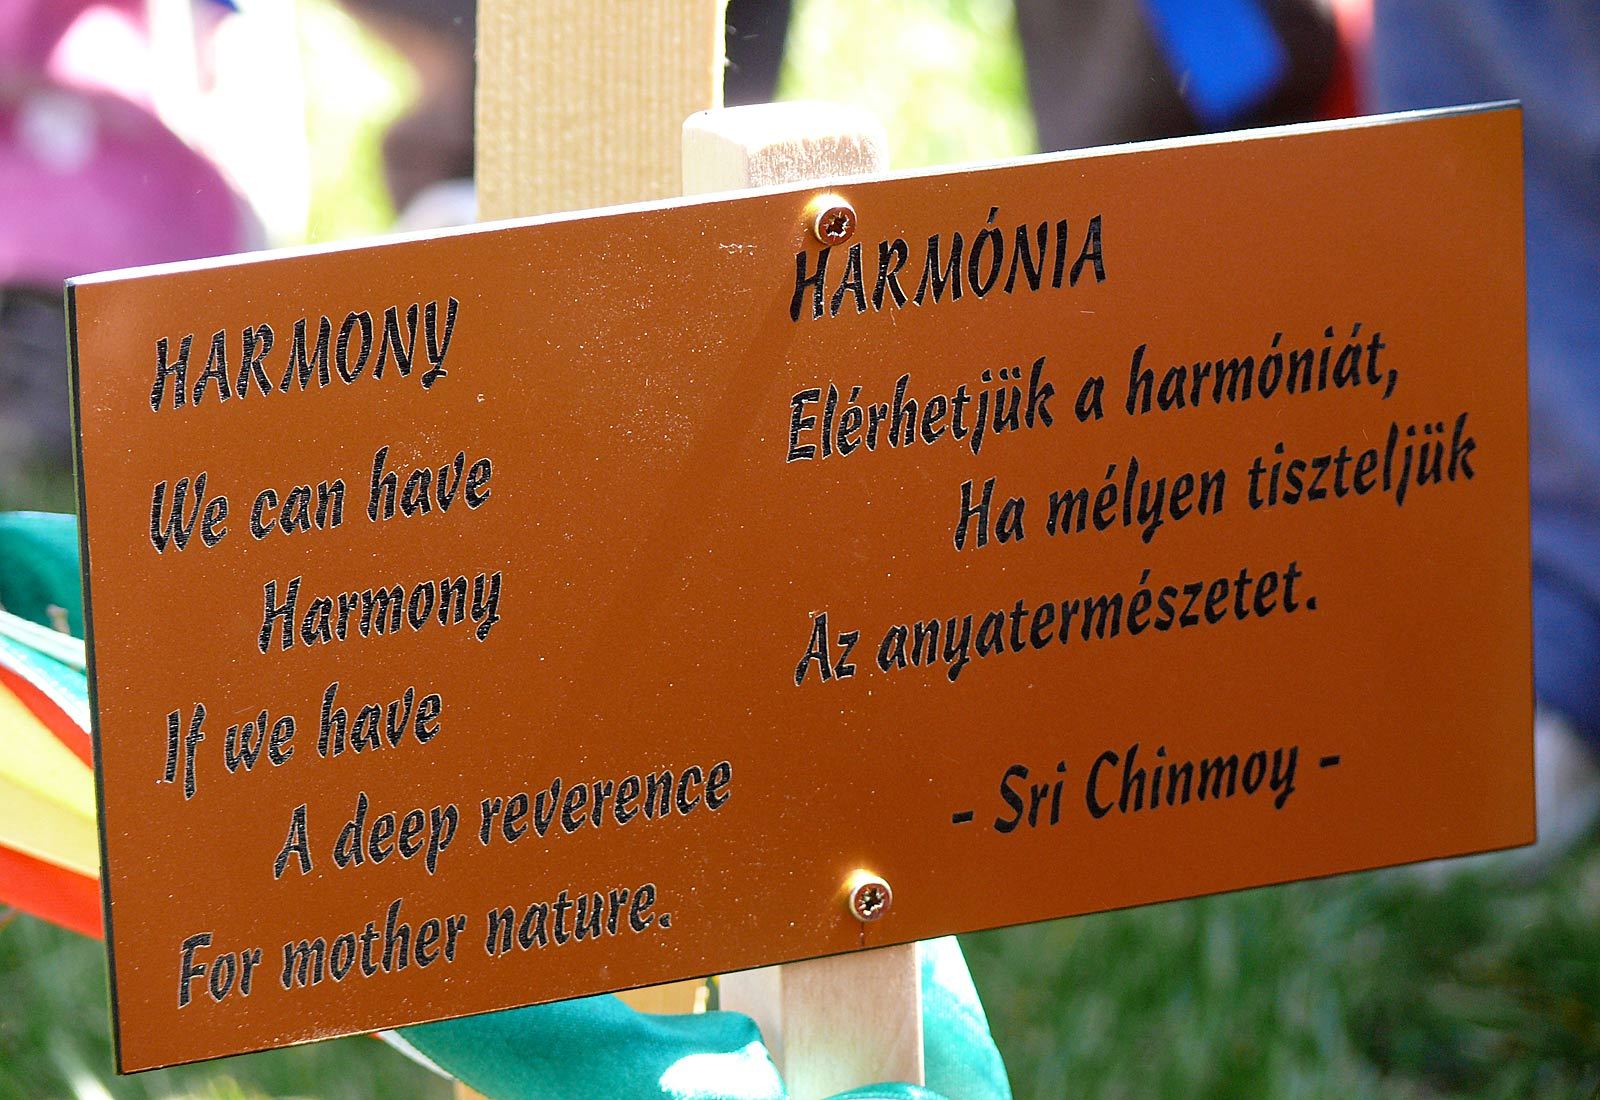 HARMONY
We can have
Harmony
If we have
A deep reverence
For mother nature.
HARMÓNIA
Elérhetjük a harmóniát,
Ha mélyen tiszteljük
Az anyatermészetet.
- Sri Chinmoy -